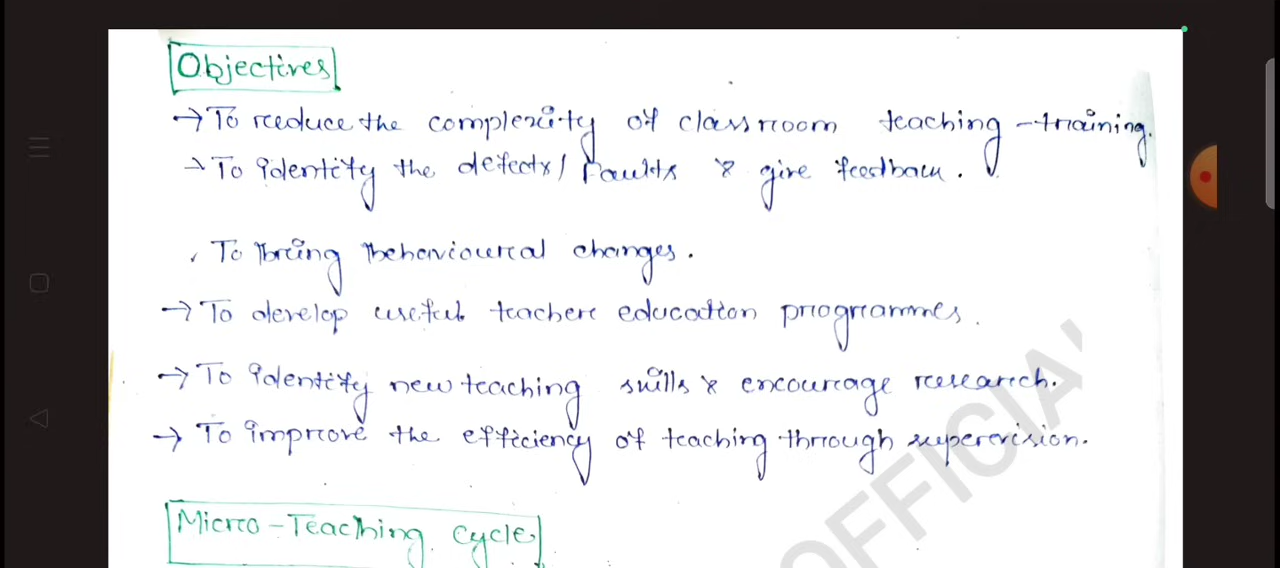 Objectives
→ To reduce the complexity of classroom teaching-training.
→ To identify the defects/faults & give feedback.
To bring behavioural changes.
→ To develop useful teacher education programmes.
→ To identify new teaching skills & encourage research.
→ To improve the efficiency of teaching through supervision.
Micro-Teaching Cycle
OFFICIAL